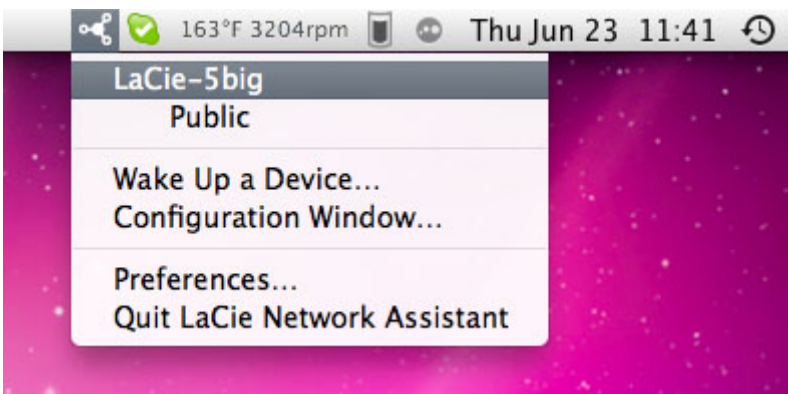 163°F 3204rpm Thu Jun 23 11:41
LaCie-5big
Public
Wake Up a Device...
Configuration Window...
Preferences...
Quit LaCie Network Assistant